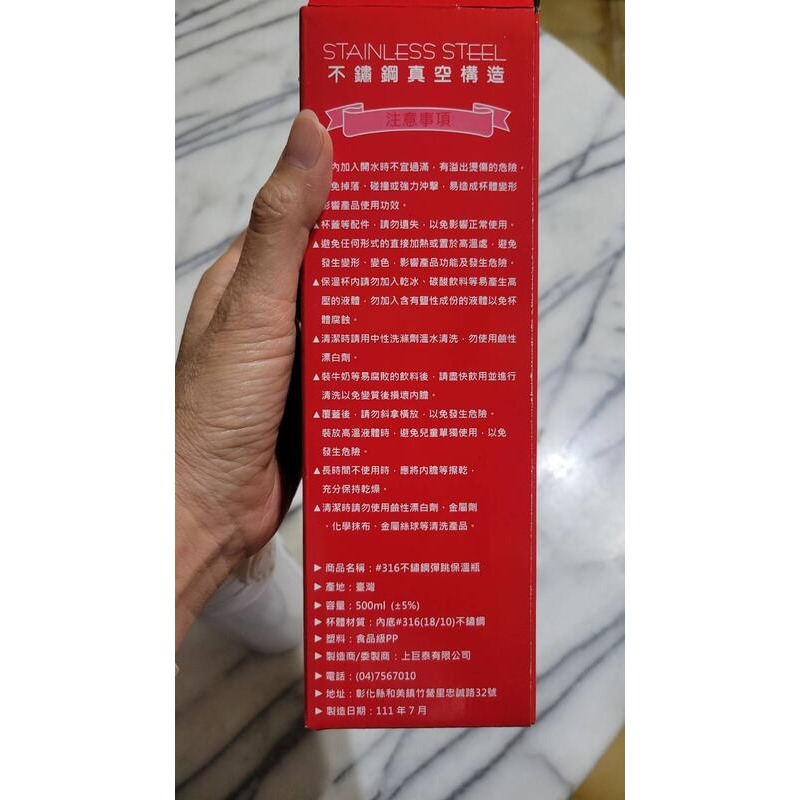 STAINLESS STEEL
不鏽鋼真空構造
注意事項
內加入開水時不宜過滿，有溢出燙傷的危險。
免掉落、碰撞或強力沖擊，易造成杯體變形
影響產品使用功效。
▲杯蓋等配件，請勿遺失，以免影響正常使用。
▲避免任何形式的直接加熱或置於高溫處，避免
發生變形、變色，影響產品功能及發生危險。
▲保溫杯內請勿加入乾冰、碳酸飲料等易產生高
壓的液體，勿加入含有鹽性成份的液體以免杯
體腐蝕。
▲清潔時請用中性洗滌劑溫水清洗，勿使用鹼性
漂白劑。
▲裝牛奶等易腐敗的飲料後，請盡快飲用並進行
清洗以免變質後損壞內膽。
▲覆蓋後，請勿斜拿橫放，以免發生危險。
裝放高溫液體時，避免兒童單獨使用，以免
發生危險。
▲長時間不使用時，應將內膽等擦乾，
充分保持乾燥。
▲清潔時請勿使用鹼性漂白劑、金屬劑
、化學抹布、金屬絲球等清洗產品。
▶商品名稱：#316不鏽鋼彈跳保溫瓶
▶產地：臺灣
▶容量：500ml (±5%)
▶杯體材質：內底#316(18/10)不鏽鋼
▶塑料：食品級PP
▶製造商/委製商：上巨泰有限公司
▶電話：(04)7567010
▶地址：彰化縣和美鎮竹營里忠誠路32號
▶製造日期：111 年 7 月